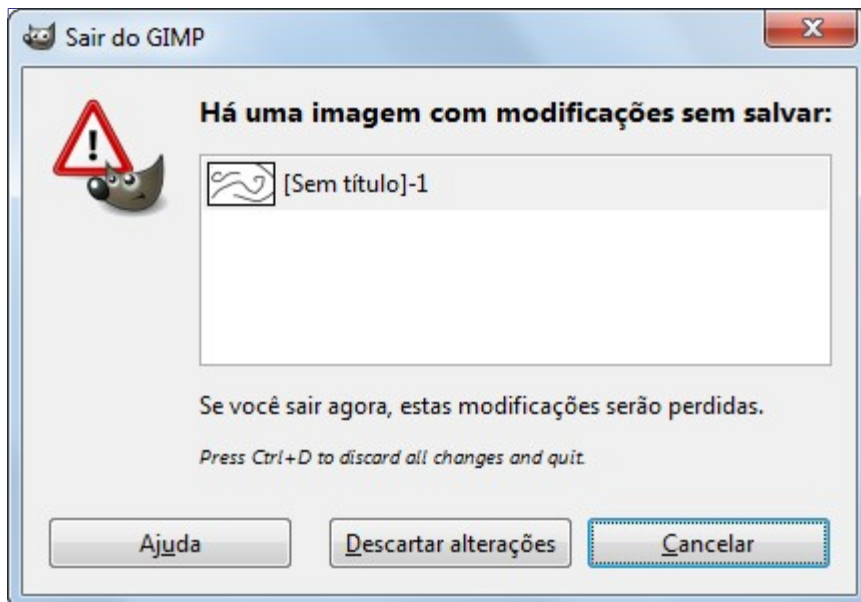 Sair do GIMP
Há uma imagem com modificações sem salvar:
[Sem título]-1
Se você sair agora, estas modificações serão perdidas.
Press Ctrl+D to discard all changes and quit.
Ajuda
Descartar alterações
Cancelar